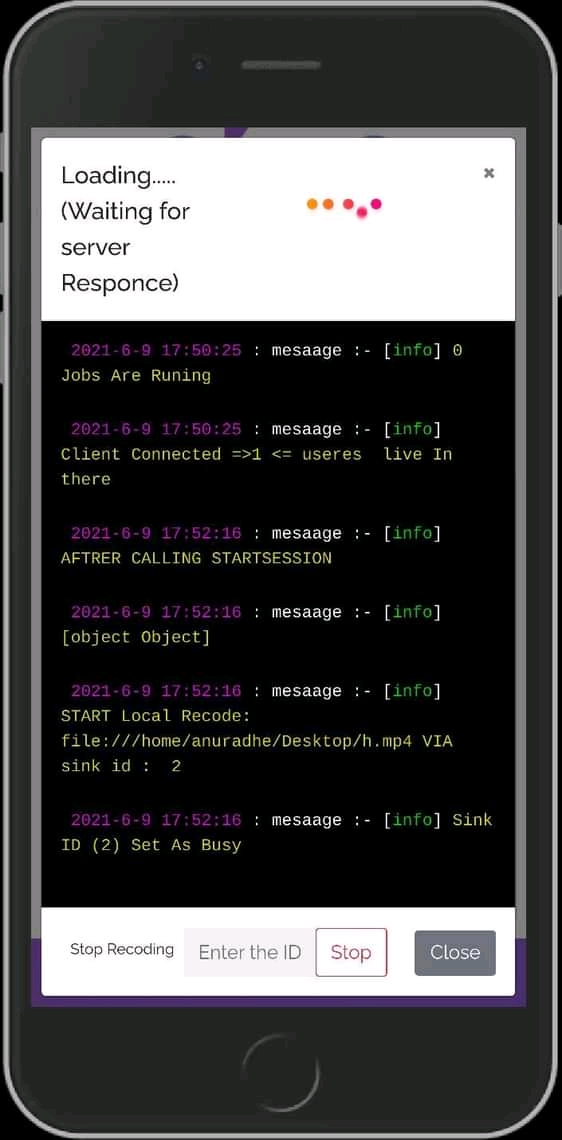 Loading.....
(Waiting for
server
Responce)
×
2021-6-9 17:50:25 : mesaage :- [info] 0
Jobs Are Runing
2021-6-9 17:50:25 : mesaage :- [info]
Client Connected =>1 <= useres  live In
there
2021-6-9 17:52:16 : mesaage :- [info]
AFTRER CALLING STARTSESSION
2021-6-9 17:52:16 : mesaage :- [info]
[object Object]
2021-6-9 17:52:16 : mesaage :- [info]
START Local Recode:
file:///home/anuradhe/Desktop/h.mp4 VIA
sink id :  2
2021-6-9 17:52:16 : mesaage :- [info] Sink
ID (2) Set As Busy
Stop Recoding Enter the ID Stop Close